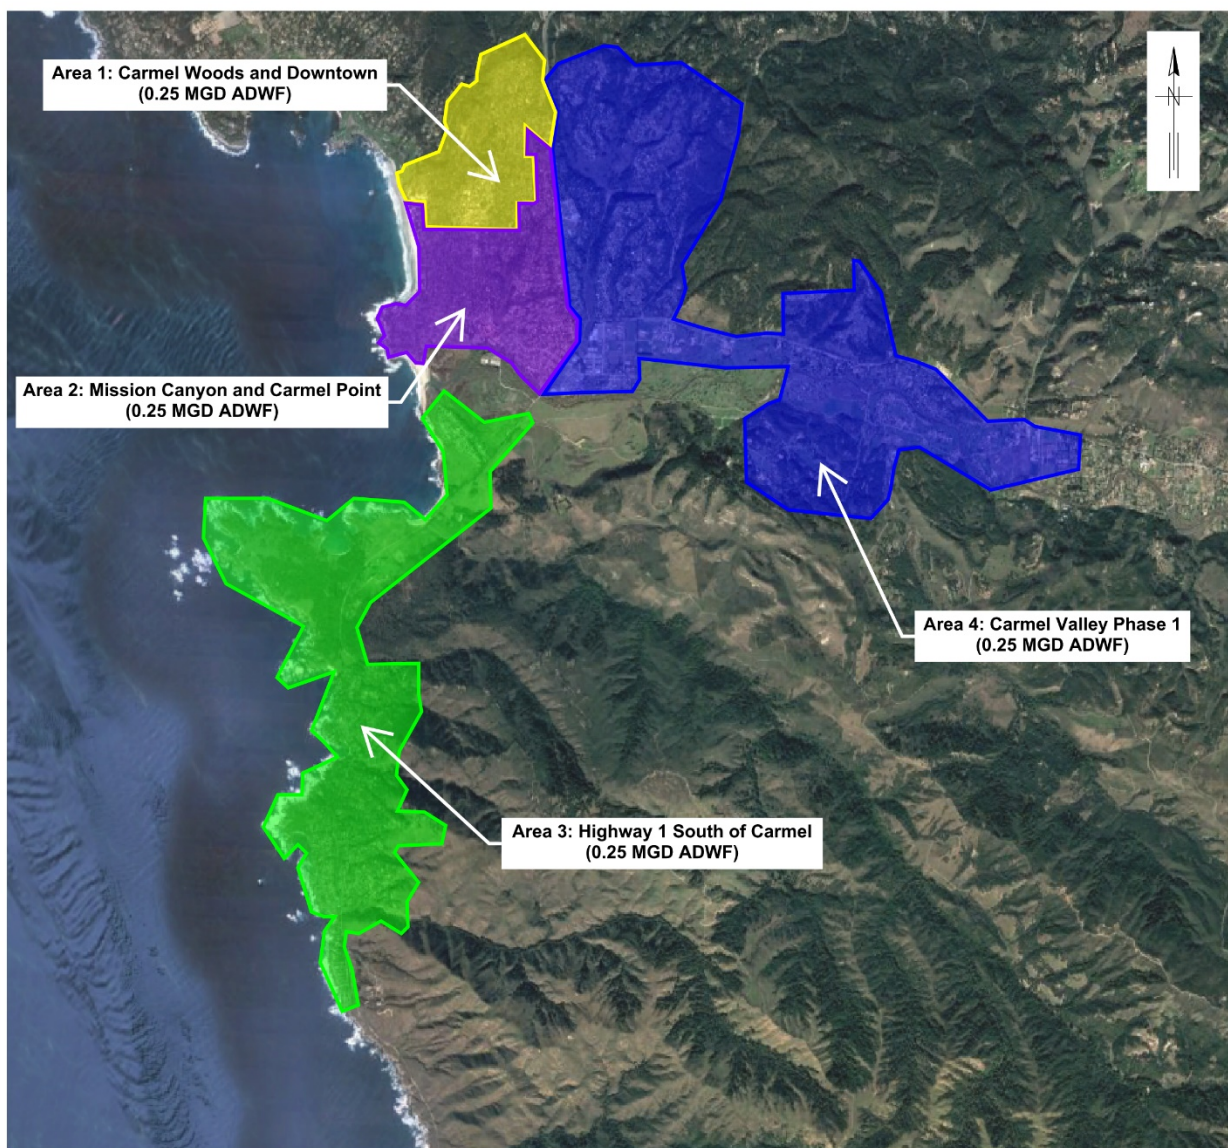 Area 1: Carmel Woods and Downtown
(0.25 MGD ADWF)
N
Area 2: Mission Canyon and Carmel Point
(0.25 MGD ADWF)
Area 4: Carmel Valley Phase 1
(0.25 MGD ADWF)
Area 3: Highway 1 South of Carmel
(0.25 MGD ADWF)